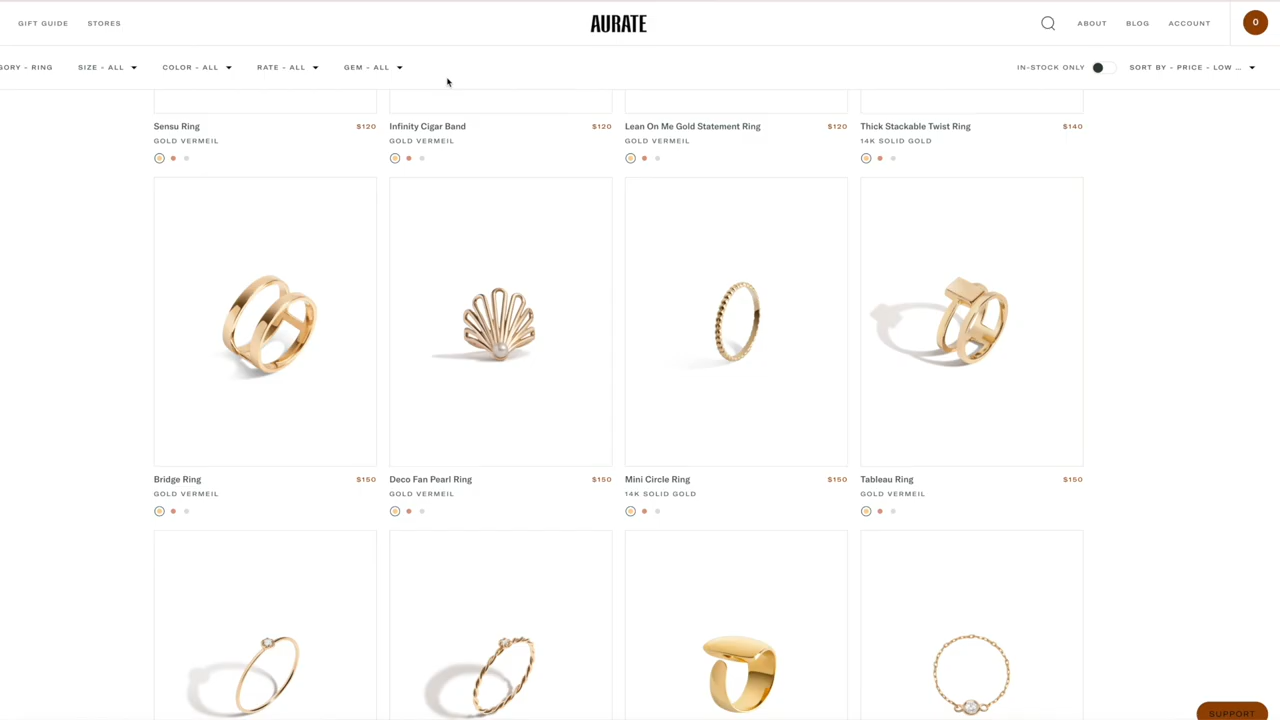 GIFT GUIDE STORES AURATE ABOUT BLOG ACCOUNT 0
GORY - RING SIZE - ALL COLOR - ALL RATE - ALL GEM - ALL IN-STOCK ONLY SORT BY - PRICE - LOW ...
Sensu Ring $120 Infinity Cigar Band $120 Lean On Me Gold Statement Ring $120 Thick Stackable Twist Ring $140
GOLD VERMEIL GOLD VERMEIL GOLD VERMEIL 14K SOLID GOLD
Bridge Ring $150 Deco Fan Pearl Ring $150 Mini Circle Ring $150 Tableau Ring $150
GOLD VERMEIL GOLD VERMEIL 14K SOLID GOLD GOLD VERMEIL
SUPPORT